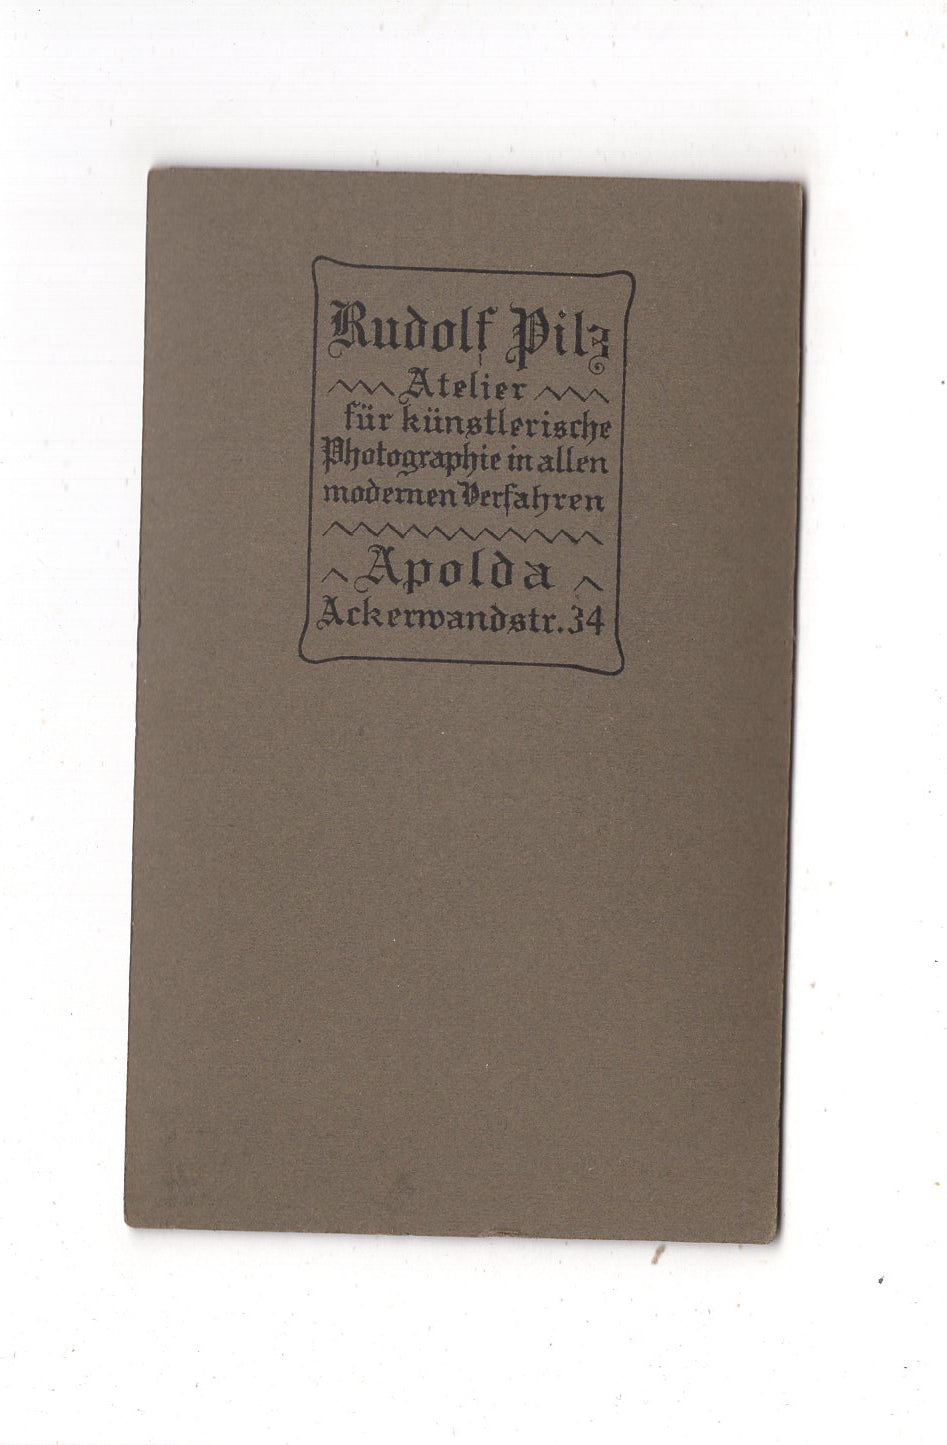 Rudolf Pilz
Atelier
für künstlerische
Photographie in allen
modernen Verfahren
Apolda
Ackerwandstr. 34